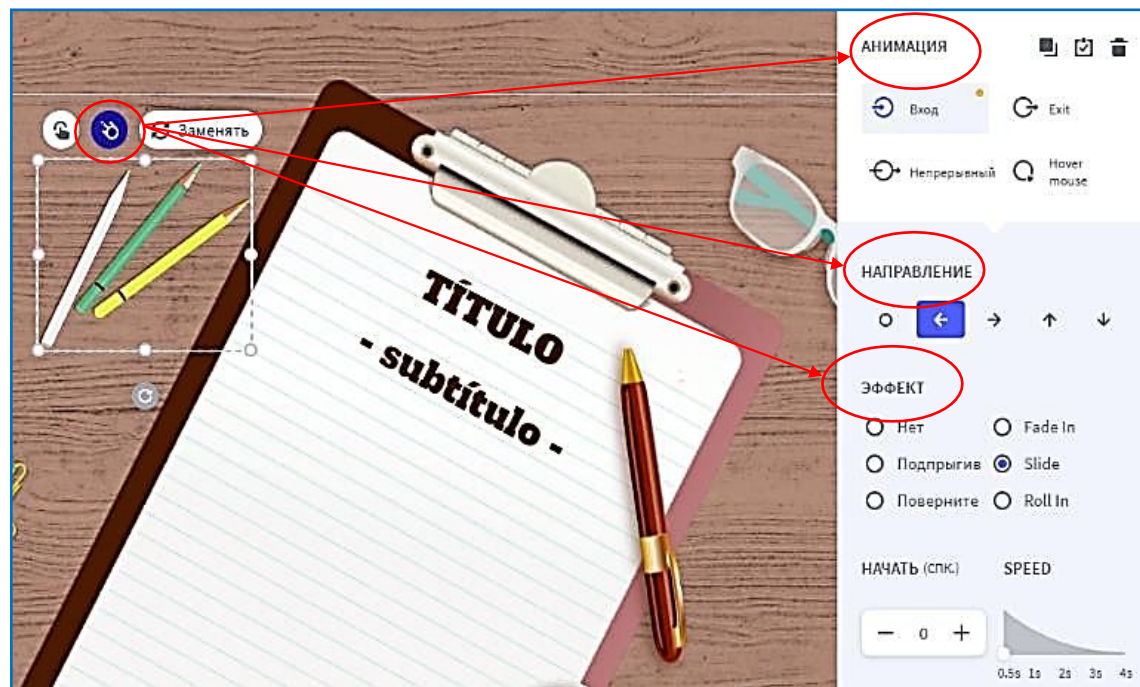 Заменять
TÍTULO
- subtítulo -
АНИМАЦИЯ
Вход
Exit
Непрерывный
Hover
mouse
НАПРАВЛЕНИЕ
ЭФФЕКТ
Нет
Fade In
Подпрыгив
Slide
Поверните
Roll In
НАЧАТЬ (СПК.)
SPEED
0
0.5s 1s 2s 3s 4s